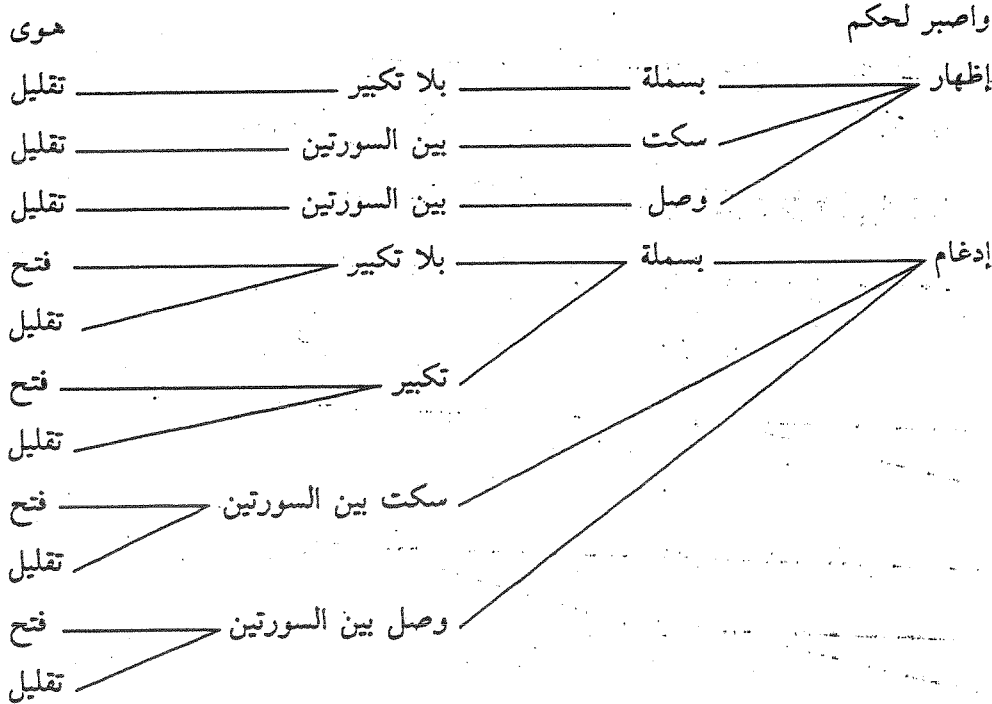 واصبر لحكم هوى
إظهار بسملة بلا تكبير تقليل
سكت بين السورتين تقليل
وصل بين السورتين تقليل
إدغام بسملة بلا تكبير فتح
تقليل
تكبير فتح
تقليل
سكت بين السورتين فتح
تقليل
وصل بين السورتين فتح
تقليل